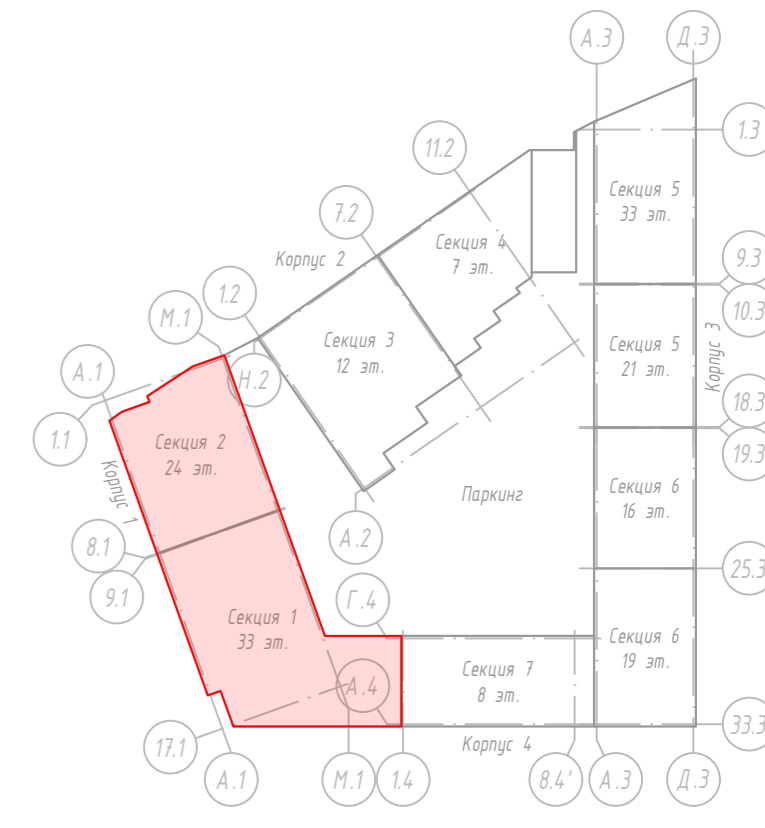 А.3
Д.3
1.3
11.2
Секция 5
33 эт.
7.2
Секция 4
7 эт.
Корпус 2
9.3
1.2
10.3
М.1
Секция 3
12 эт.
Секция 5
21 эт.
Корпус 3
А.1
Н.2
18.3
1.1
Секция 2
24 эт.
19.3
Корпус 1
Паркинг
Секция 6
16 эт.
8.1
А.2
9.1
25.3
Г.4
Секция 1
33 эт.
Секция 6
19 эт.
А.4
Секция 7
8 эт.
33.3
17.1
Корпус 4
А.1
М.1
1.4
8.4'
А.3
Д.3